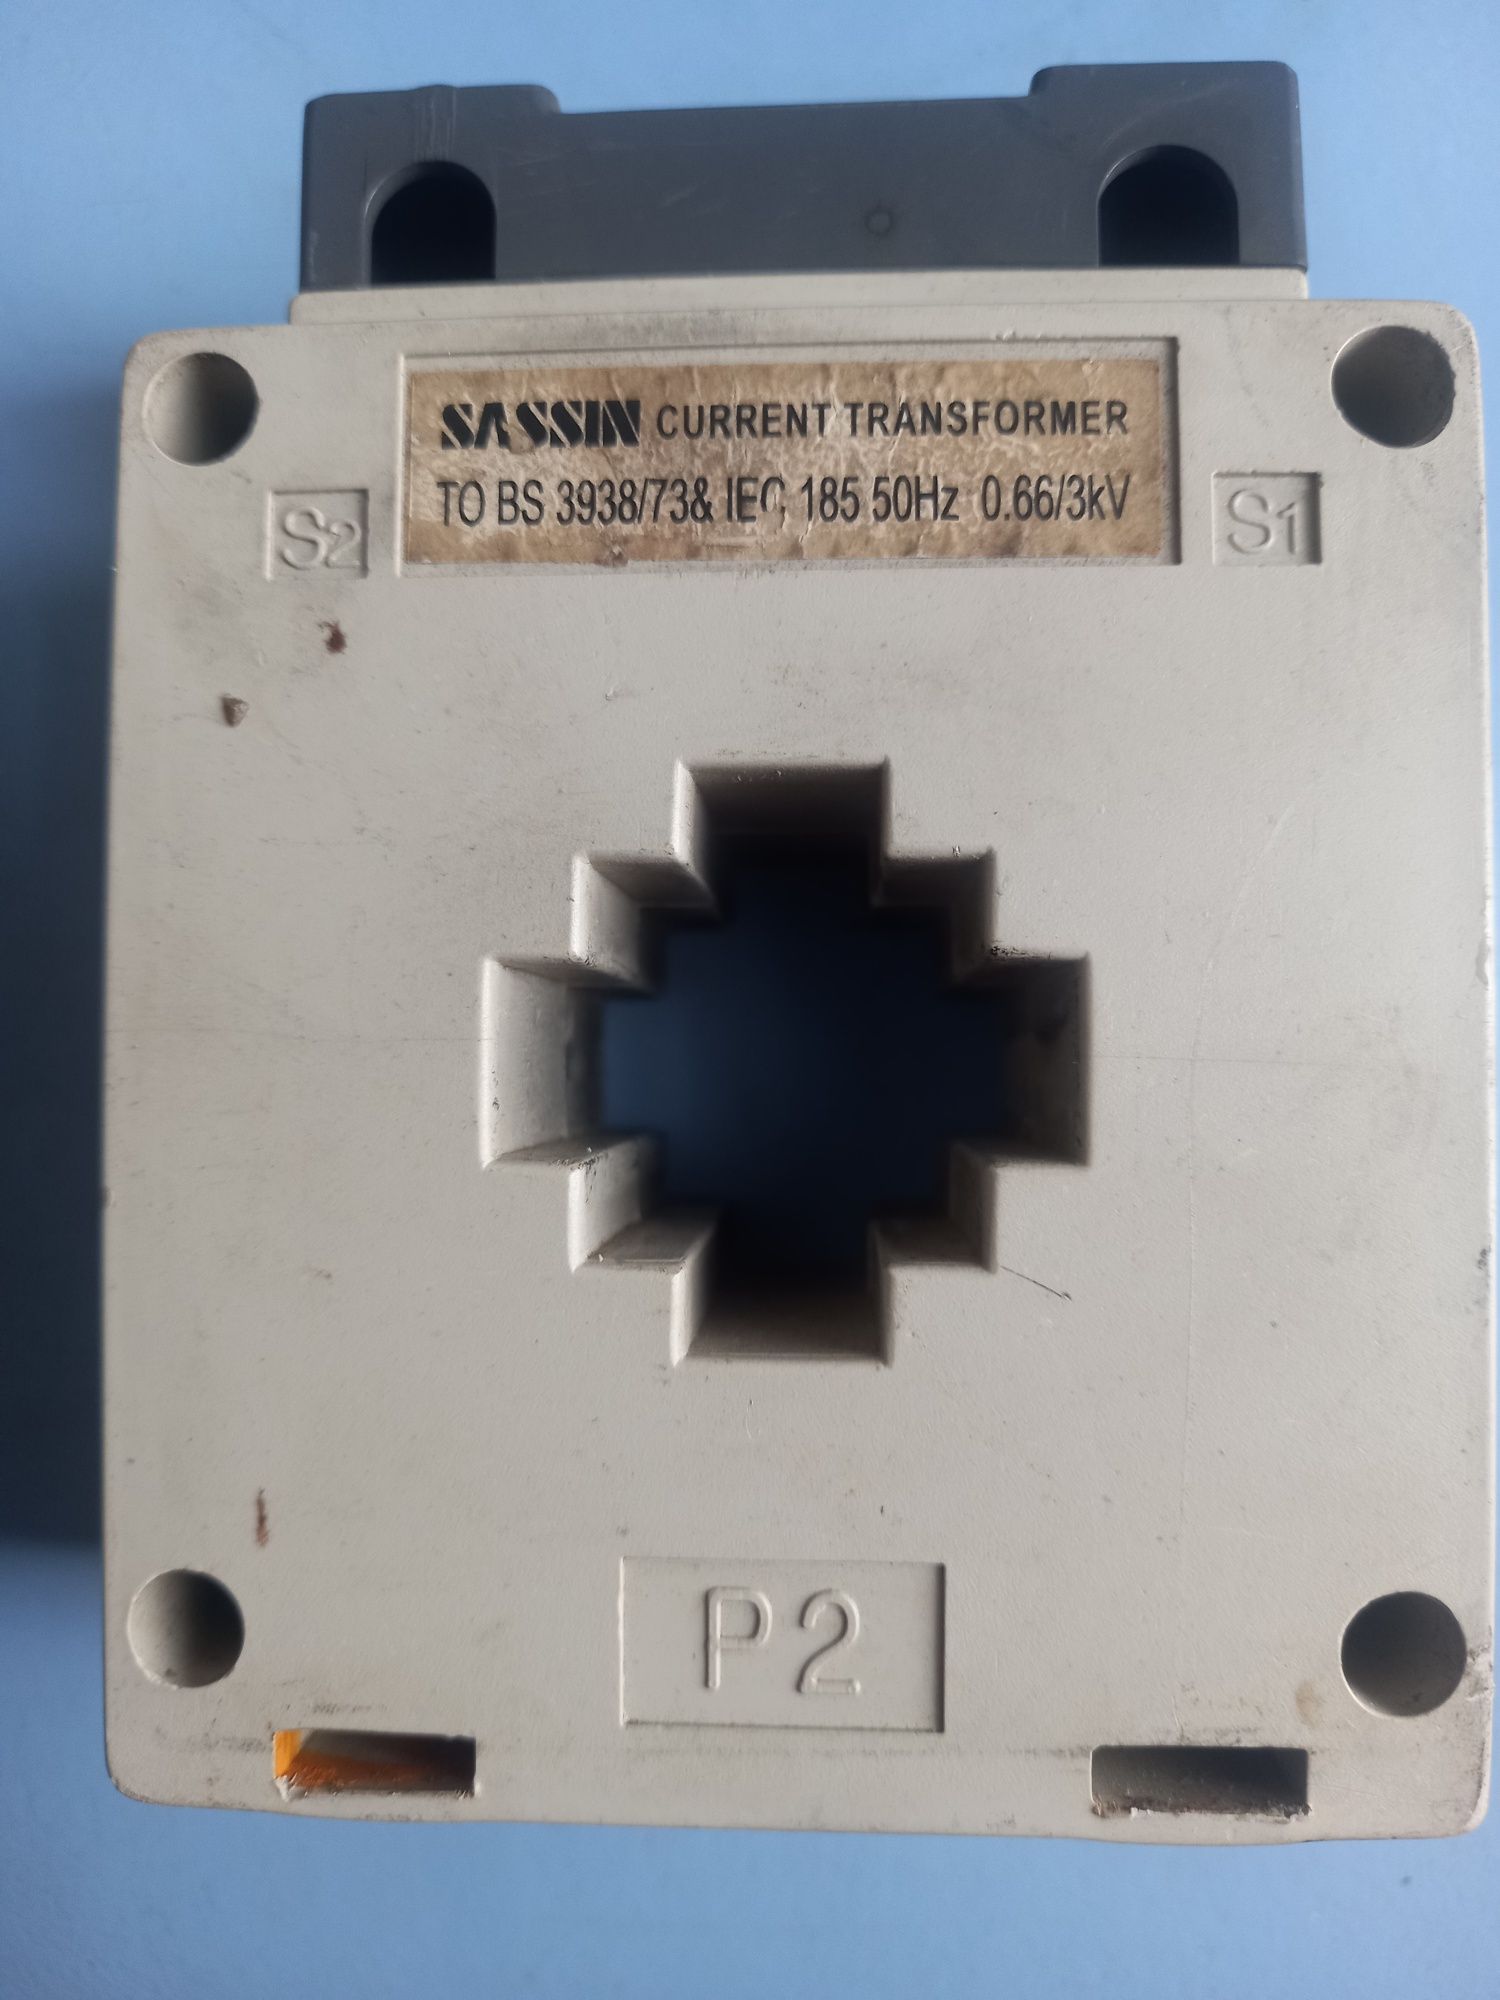 SASSIN CURRENT TRANSFORMER
TO BS 3938/73& IEC 185 50Hz 0.66/3kV
S2
S1
P2